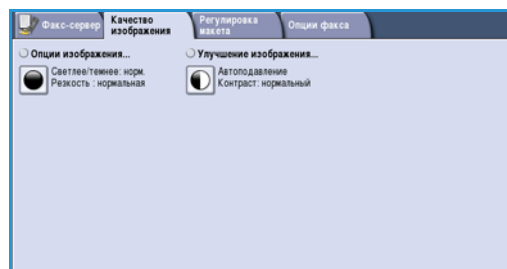 Факс-сервер
Качество
изображения
Регулировка
макета
Опции факса
Опции изображения...
Светлее/темнее: норм.
Резкость : нормальная
Улучшение изображения...
Автоподавление
Контраст: нормальный